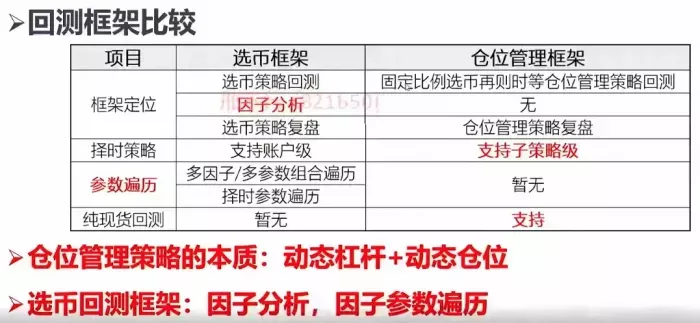 ➤回测框架比较
项目 选币框架 仓位管理框架
框架定位 选币策略回测 固定比例选币再则时等仓位管理策略回测
因子分析 无
选币策略复盘 仓位管理策略复盘
择时策略 支持账户级 支持子策略级
参数遍历 多因子/多参数组合遍历 暂无
择时参数遍历
纯现货回测 暂无 支持
➤仓位管理策略的本质：动态杠杆+动态仓位
➤选币回测框架：因子分析，因子参数遍历